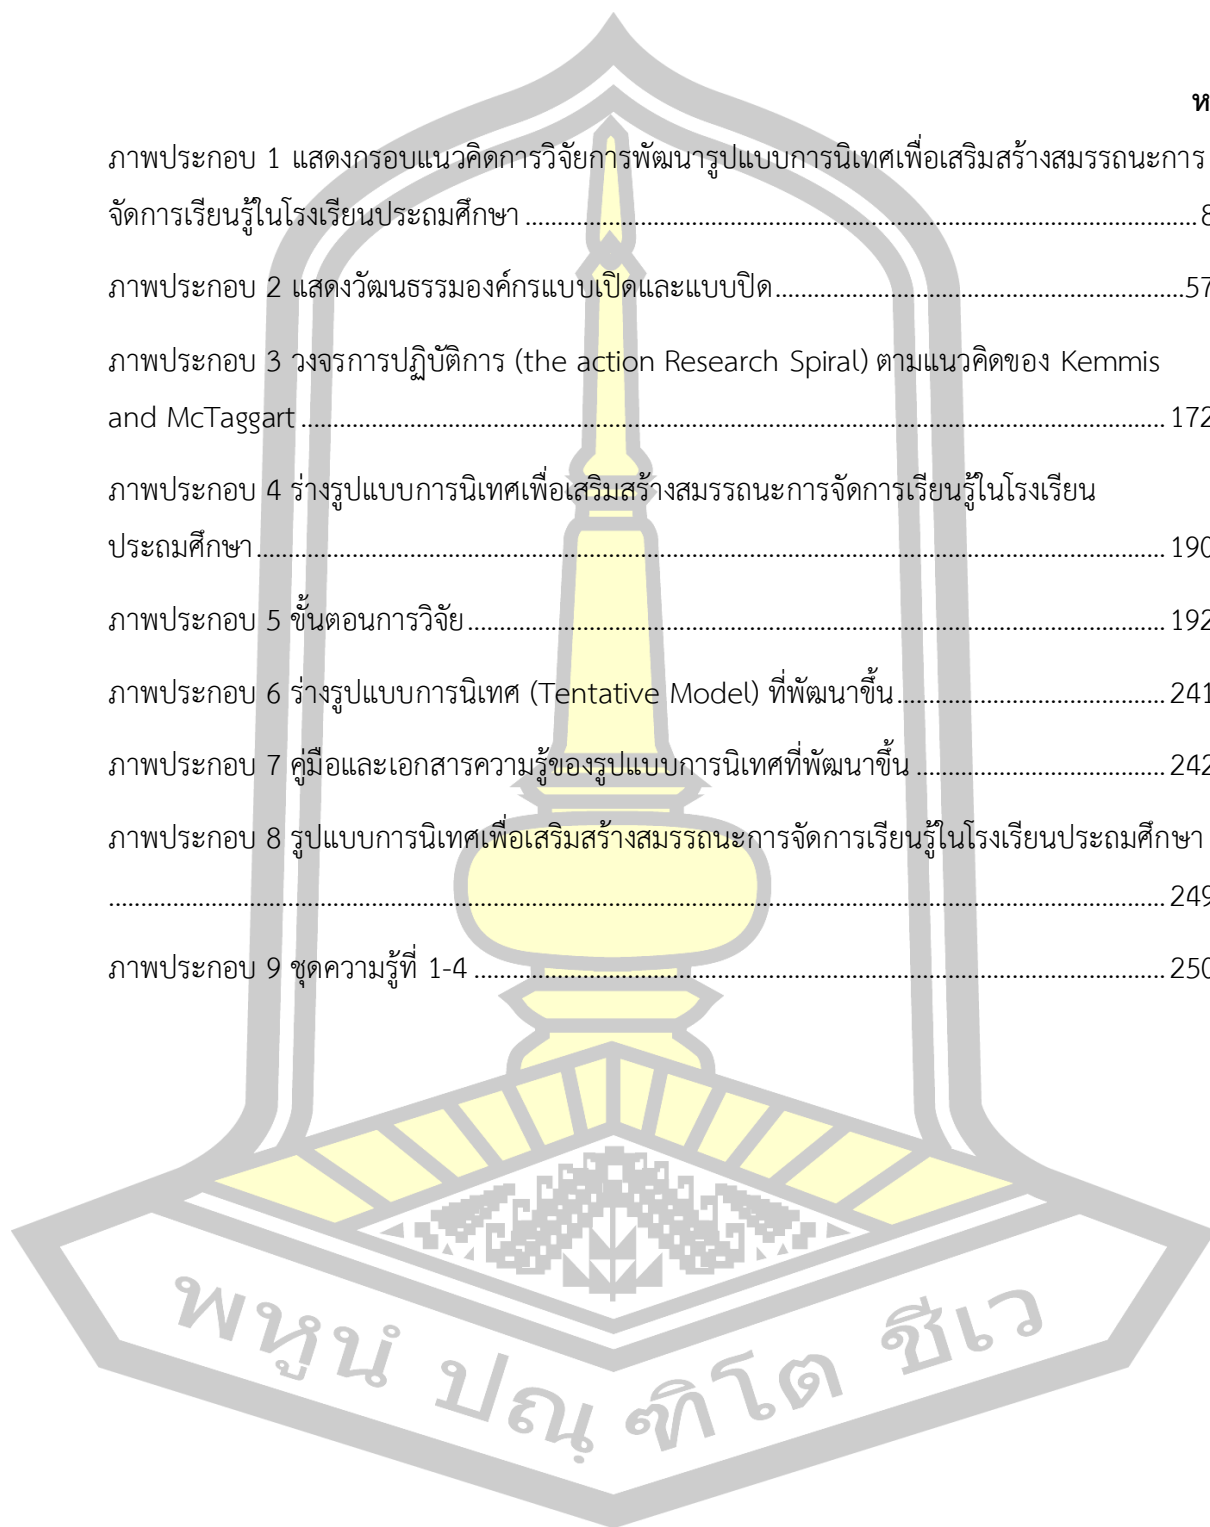 ห
ภาพประกอบ 1 แสดงกรอบแนวคิดการวิจัยการพัฒนารูปแบบการนิเทศเพื่อเสริมสร้างสมรรถนะการ
จัดการเรียนรู้ในโรงเรียนประถมศึกษา ........................................................................................................ 8
ภาพประกอบ 2 แสดงวัฒนธรรมองค์กรแบบเปิดและแบบปิด ................................................................ 57
ภาพประกอบ 3 วงจรการปฏิบัติการ (the action Research Spiral) ตามแนวคิดของ Kemmis
and McTaggart ........................................................................................................................ 172
ภาพประกอบ 4 ร่างรูปแบบการนิเทศเพื่อเสริมสร้างสมรรถนะการจัดการเรียนรู้ในโรงเรียน
ประถมศึกษา ........................................................................................................................ 190
ภาพประกอบ 5 ขั้นตอนการวิจัย ........................................................................................................ 192
ภาพประกอบ 6 ร่างรูปแบบการนิเทศ (Tentative Model) ที่พัฒนาขึ้น .......................................... 241
ภาพประกอบ 7 คู่มือและเอกสารความรู้ของรูปแบบการนิเทศที่พัฒนาขึ้น ....................................... 242
ภาพประกอบ 8 รูปแบบการนิเทศเพื่อเสริมสร้างสมรรถนะการจัดการเรียนรู้ในโรงเรียนประถมศึกษา
........................................................................................................................ 249
ภาพประกอบ 9 ชุดความรู้ที่ 1-4 ........................................................................................................ 250
พหูนํ ปณฺฑิโต ชีเว